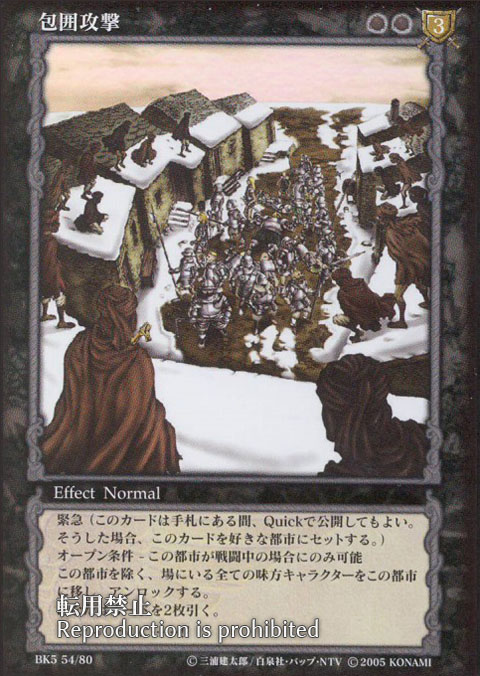 包囲攻撃
3
Effect Normal
緊急（このカードは手札にある間、Quickで公開してもよい。
そうした場合、このカードを好きな都市にセットする。）
オープン条件 - この都市が戦闘中の場合にのみ可能
この都市を除く、場にいる全ての味方キャラクターをこの都市
に移し、アンロックする。
を2枚引く。
転用禁止
Reproduction is prohibited
BK5 54/80
©三浦建太郎/白泉社・バップ・NTV ©2005 KONAMI